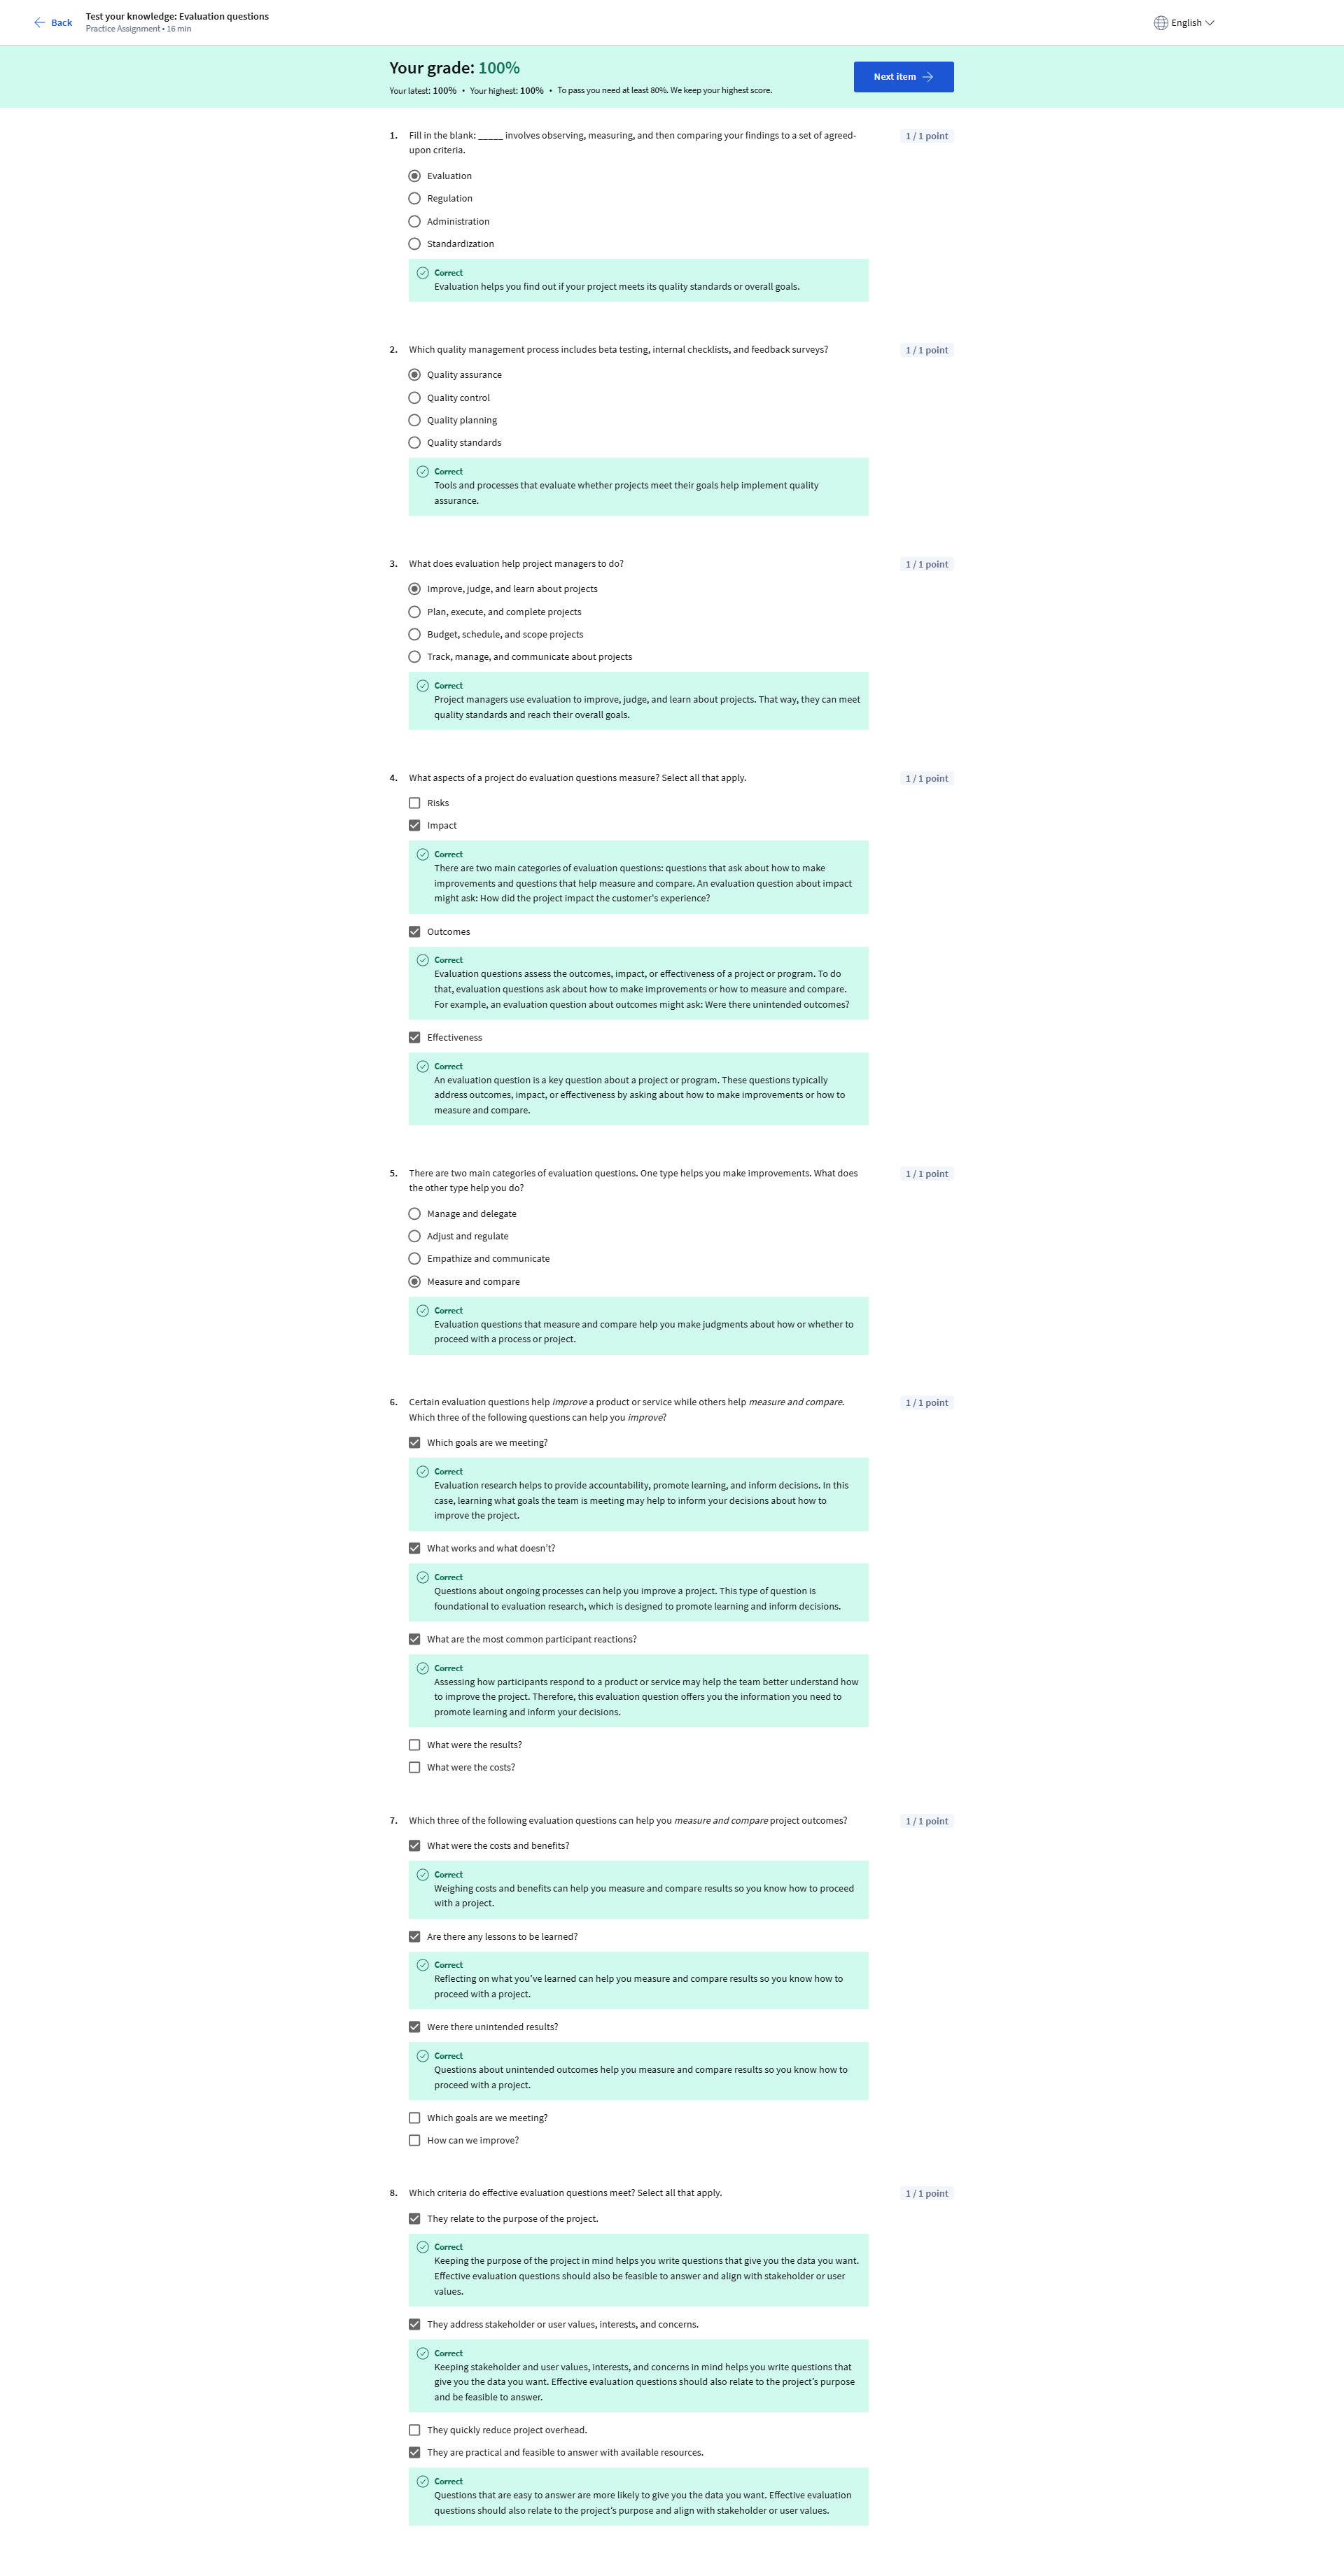 Back
Test your knowledge: Evaluation questions
Practice Assignment • 16 min
English
Your grade: 100%
Your latest: 100% • Your highest: 100% • To pass you need at least 80%. We keep your highest score.
Next item
1. Fill in the blank: _____ involves observing, measuring, and then comparing your findings to a set of agreed-
upon criteria.
1 / 1 point
Evaluation
Regulation
Administration
Standardization
Correct
Evaluation helps you find out if your project meets its quality standards or overall goals.
2. Which quality management process includes beta testing, internal checklists, and feedback surveys?
1 / 1 point
Quality assurance
Quality control
Quality planning
Quality standards
Correct
Tools and processes that evaluate whether projects meet their goals help implement quality
assurance.
3. What does evaluation help project managers to do?
1 / 1 point
Improve, judge, and learn about projects
Plan, execute, and complete projects
Budget, schedule, and scope projects
Track, manage, and communicate about projects
Correct
Project managers use evaluation to improve, judge, and learn about projects. That way, they can meet
quality standards and reach their overall goals.
4. What aspects of a project do evaluation questions measure? Select all that apply.
1 / 1 point
Risks
Impact
Correct
There are two main categories of evaluation questions: questions that ask about how to make
improvements and questions that help measure and compare. An evaluation question about impact
might ask: How did the project impact the customer's experience?
Outcomes
Correct
Evaluation questions assess the outcomes, impact, or effectiveness of a project or program. To do
that, evaluation questions ask about how to make improvements or how to measure and compare.
For example, an evaluation question about outcomes might ask: Were there unintended outcomes?
Effectiveness
Correct
An evaluation question is a key question about a project or program. These questions typically
address outcomes, impact, or effectiveness by asking about how to make improvements or how to
measure and compare.
5. There are two main categories of evaluation questions. One type helps you make improvements. What does
the other type help you do?
1 / 1 point
Manage and delegate
Adjust and regulate
Empathize and communicate
Measure and compare
Correct
Evaluation questions that measure and compare help you make judgments about how or whether to
proceed with a process or project.
6. Certain evaluation questions help improve a product or service while others help measure and compare.
Which three of the following questions can help you improve?
1 / 1 point
Which goals are we meeting?
Correct
Evaluation research helps to provide accountability, promote learning, and inform decisions. In this
case, learning what goals the team is meeting may help to inform your decisions about how to
improve the project.
What works and what doesn't?
Correct
Questions about ongoing processes can help you improve a project. This type of question is
foundational to evaluation research, which is designed to promote learning and inform decisions.
What are the most common participant reactions?
Correct
Assessing how participants respond to a product or service may help the team better understand how
to improve the project. Therefore, this evaluation question offers you the information you need to
promote learning and inform your decisions.
What were the results?
What were the costs?
7. Which three of the following evaluation questions can help you measure and compare project outcomes?
1 / 1 point
What were the costs and benefits?
Correct
Weighing costs and benefits can help you measure and compare results so you know how to proceed
with a project.
Are there any lessons to be learned?
Correct
Reflecting on what you've learned can help you measure and compare results so you know how to
proceed with a project.
Were there unintended results?
Correct
Questions about unintended outcomes help you measure and compare results so you know how to
proceed with a project.
Which goals are we meeting?
How can we improve?
8. Which criteria do effective evaluation questions meet? Select all that apply.
1 / 1 point
They relate to the purpose of the project.
Correct
Keeping the purpose of the project in mind helps you write questions that give you the data you want.
Effective evaluation questions should also be feasible to answer and align with stakeholder or user
values.
They address stakeholder or user values, interests, and concerns.
Correct
Keeping stakeholder and user values, interests, and concerns in mind helps you write questions that
give you the data you want. Effective evaluation questions should also relate to the project's purpose
and be feasible to answer.
They quickly reduce project overhead.
They are practical and feasible to answer with available resources.
Correct
Questions that are easy to answer are more likely to give you the data you want. Effective evaluation
questions should also relate to the project's purpose and align with stakeholder or user values.